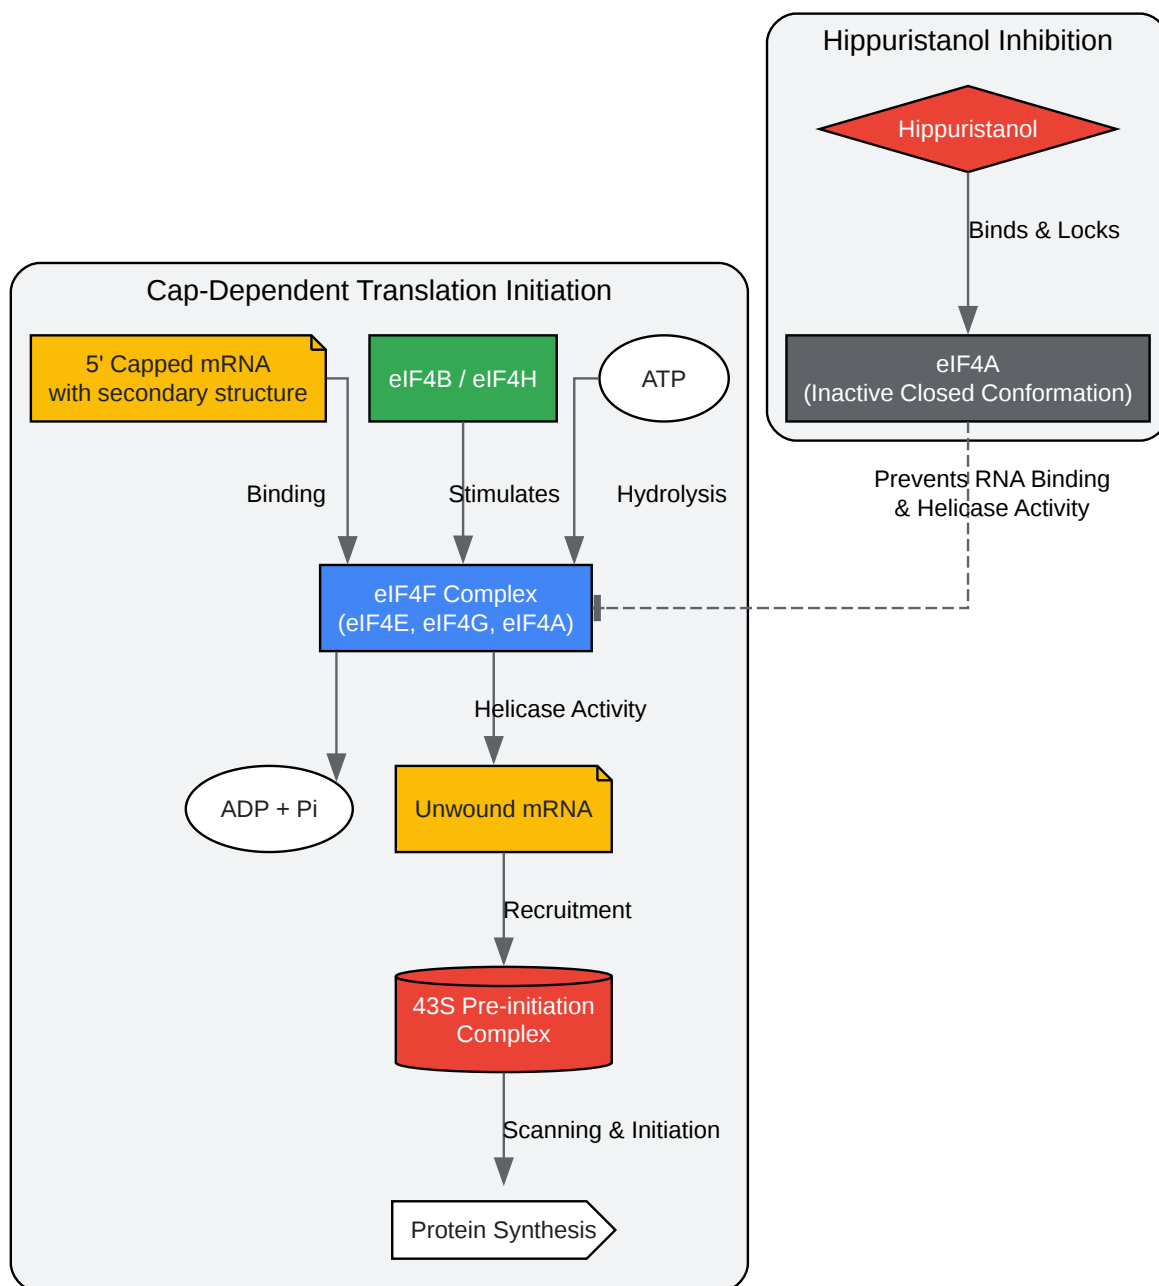 Hippuristanol Inhibition
Hippuristanol
Binds & Locks
eIF4A
(Inactive Closed Conformation)
Prevents RNA Binding
& Helicase Activity
Cap-Dependent Translation Initiation
5' Capped mRNA
with secondary structure
eIF4B / eIF4H
ATP
Binding
Stimulates
Hydrolysis
eIF4F Complex
(eIF4E, eIF4G, eIF4A)
Helicase Activity
ADP + Pi
Unwound mRNA
Recruitment
43S Pre-initiation
Complex
Scanning & Initiation
Protein Synthesis